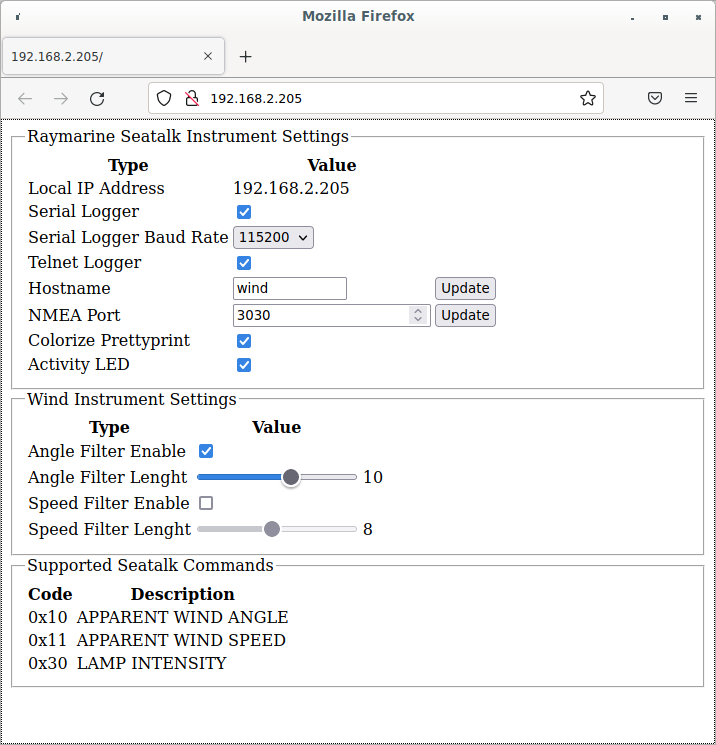 Mozilla Firefox
192.168.2.205/
192.168.2.205
Raymarine Seatalk Instrument Settings
Type Value
Local IP Address 192.168.2.205
Serial Logger
Serial Logger Baud Rate 115200
Telnet Logger
Hostname wind Update
NMEA Port 3030 Update
Colorize Prettyprint
Activity LED
Wind Instrument Settings
Type Value
Angle Filter Enable
Angle Filter Lenght 10
Speed Filter Enable
Speed Filter Lenght 8
Supported Seatalk Commands
Code Description
0x10 APPARENT WIND ANGLE
0x11 APPARENT WIND SPEED
0x30 LAMP INTENSITY